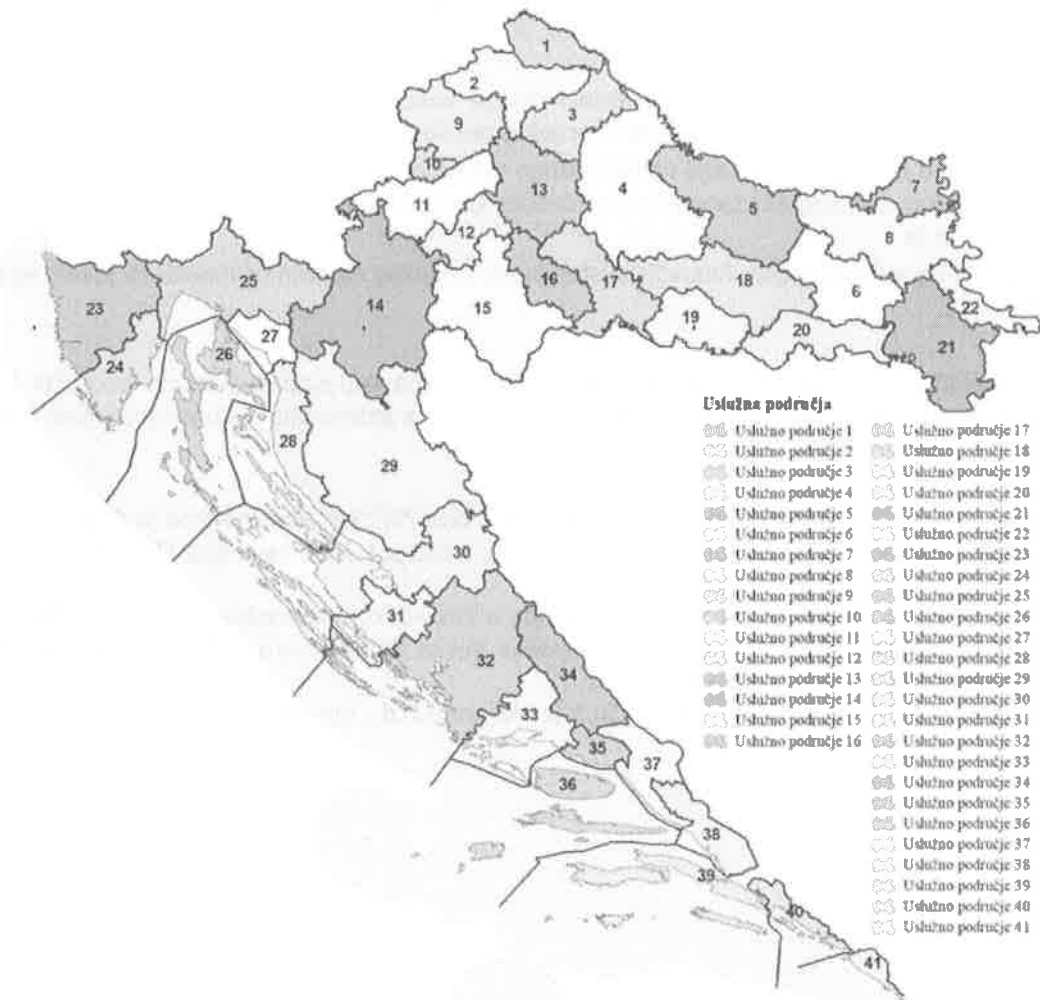 1
2
3
9
10
13
4
7
5
11
8
12
25
16
17
18
6
23
14
15
22
19
20
27
26
21
24
28
29
30
31
32
34
33
35
37
36
38
39
40
41
Uslužna područja
Uslužno područje 1
Uslužno područje 2
Uslužno područje 3
Uslužno područje 4
Uslužno područje 5
Uslužno područje 6
Uslužno područje 7
Uslužno područje 8
Uslužno područje 9
Uslužno područje 10
Uslužno područje 11
Uslužno područje 12
Uslužno područje 13
Uslužno područje 14
Uslužno područje 15
Uslužno područje 16
Uslužno područje 17
Uslužno područje 18
Uslužno područje 19
Uslužno područje 20
Uslužno područje 21
Uslužno područje 22
Uslužno područje 23
Uslužno područje 24
Uslužno područje 25
Uslužno područje 26
Uslužno područje 27
Uslužno područje 28
Uslužno područje 29
Uslužno područje 30
Uslužno područje 31
Uslužno područje 32
Uslužno područje 33
Uslužno područje 34
Uslužno područje 35
Uslužno područje 36
Uslužno područje 37
Uslužno područje 38
Uslužno područje 39
Uslužno područje 40
Uslužno područje 41